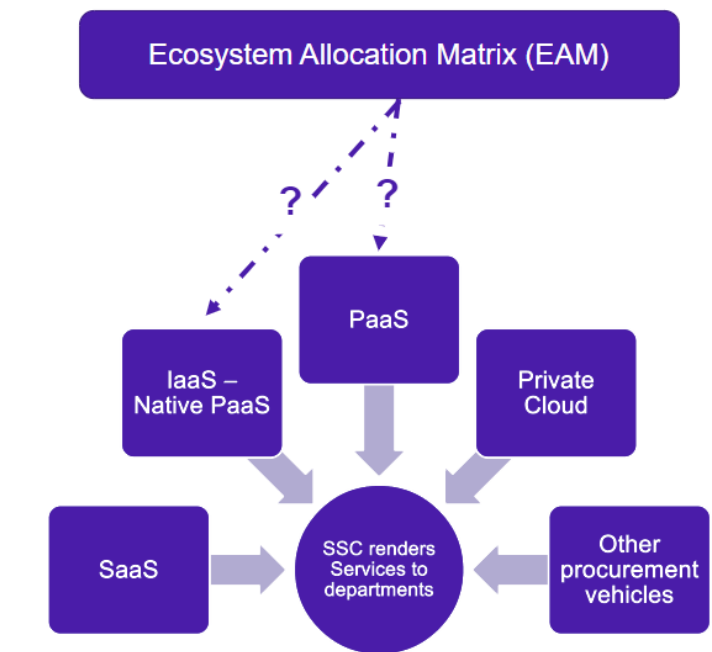 Ecosystem Allocation Matrix (EAM)
?
?
PaaS
IaaS –
Native PaaS
Private
Cloud
SaaS
SSC renders
Services to
departments
Other
procurement
vehicles